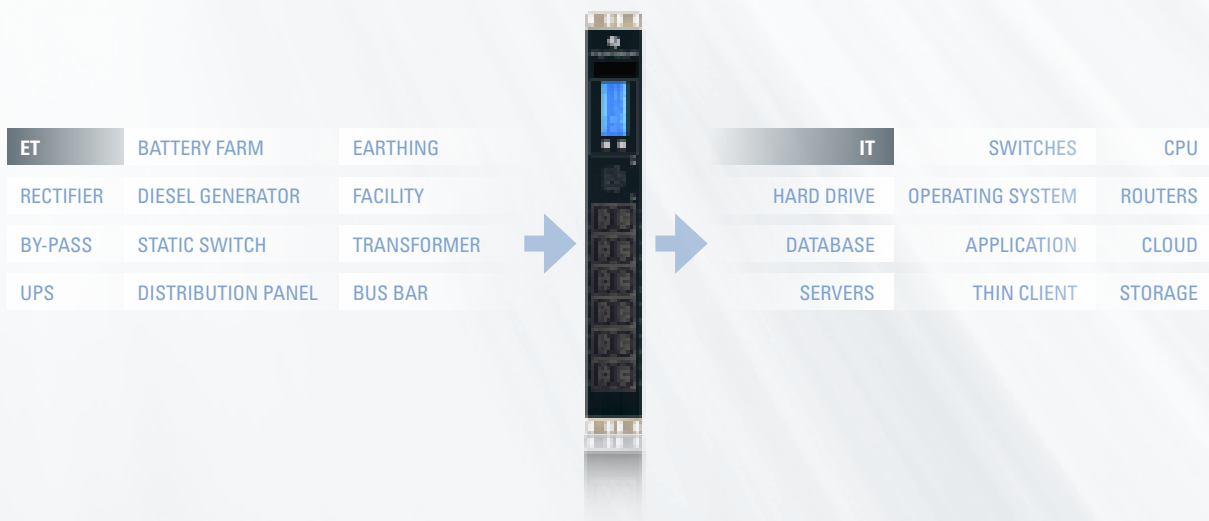 ET BATTERY FARM EARTHING
RECTIFIER DIESEL GENERATOR FACILITY
BY-PASS STATIC SWITCH TRANSFORMER
UPS DISTRIBUTION PANEL BUS BAR
IT SWITCHES CPU
HARD DRIVE OPERATING SYSTEM ROUTERS
DATABASE APPLICATION CLOUD
SERVERS THIN CLIENT STORAGE